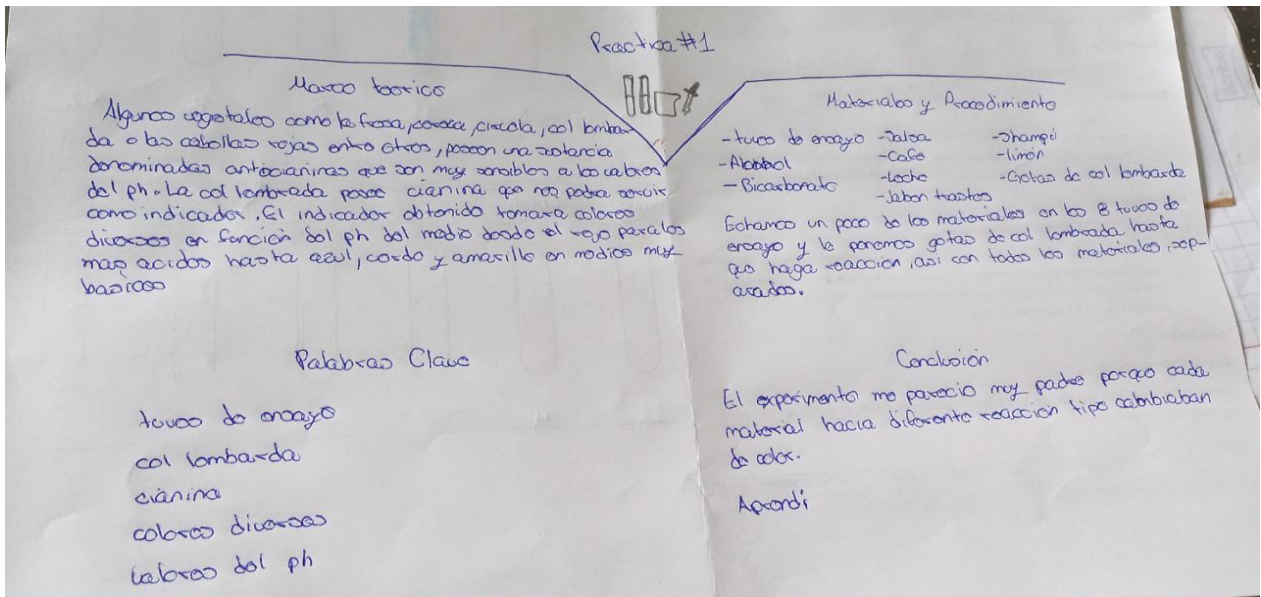 Practica #1
Marco teorico
Algunos vegetales como la fresa, cereza, ciruela, col lombar
da o las cebollas rojas entre otros, poseen una sustancia
denominadas antocianinas que son muy sensibles a los valores
del ph. La col lombrada posee cianina que nos podra servir
como indicador. El indicador obtenido tomara colores
diversos en función del ph del medio desde el rojo para los
mas acidos hasta azul, verde y amarillo en medios muy
basicos
Palabras Clave
tuvos de ensayo
col lombarda
cianina
colores diversos
valores del ph
Materiales y Procedimiento
-tuvos de ensayo -Salsa -Shampú
-Alcohol -Cafe -limón
-Bicarbonato -Leche -Gotas de col lombarda
-Jabon trastes
Echamos un poco de los materiales en los 8 tuvos de
ensayo y le ponemos gotas de col lombrada hasta
que haga reaccion, asi con todos los materiales, sep-
arados.
Conclusión
El experimento me parecio muy padre porque cada
material hacia diferente reaccion tipo cambiaban
de color.
Aprendí